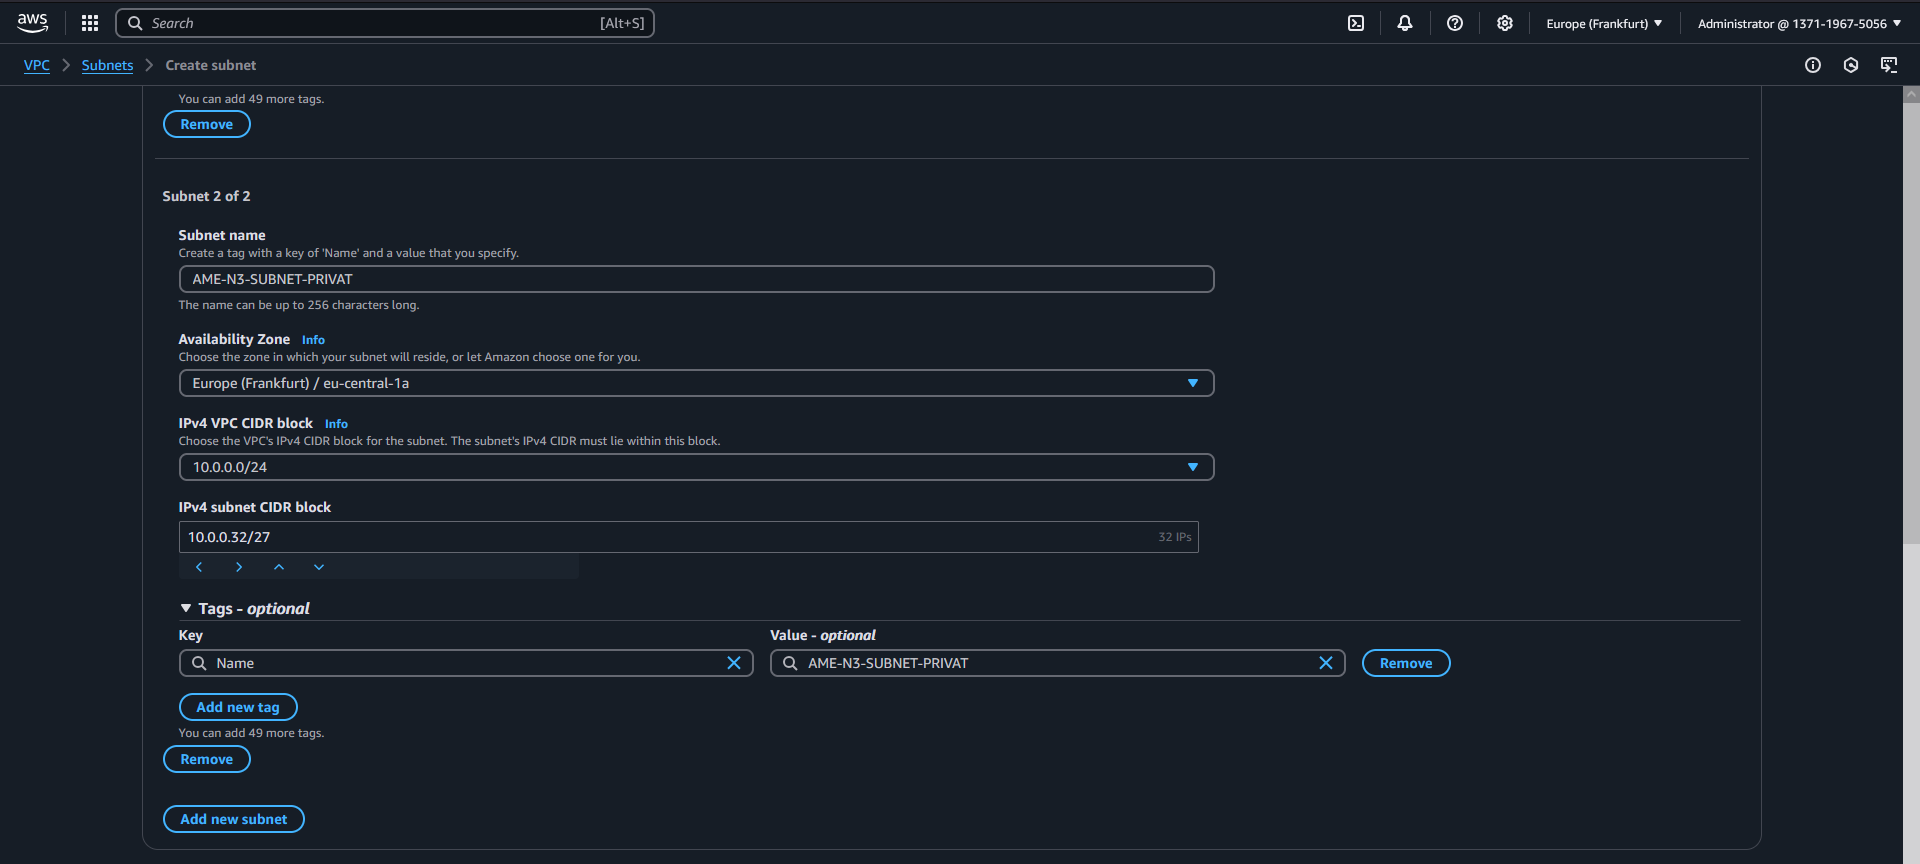 aws
Search [Alt+S]
Europe (Frankfurt)
Administrator @ 1371-1967-5056
VPC
Subnets
Create subnet
You can add 49 more tags.
Remove
Subnet 2 of 2
Subnet name
Create a tag with a key of 'Name' and a value that you specify.
AME-N3-SUBNET-PRIVAT
The name can be up to 256 characters long.
Availability Zone Info
Choose the zone in which your subnet will reside, or let Amazon choose one for you.
Europe (Frankfurt) / eu-central-1a
IPv4 VPC CIDR block Info
Choose the VPC's IPv4 CIDR block for the subnet. The subnet's IPv4 CIDR must lie within this block.
10.0.0.0/24
IPv4 subnet CIDR block
10.0.0.32/27 32 IPs
Tags - optional
Key Value - optional
Name AME-N3-SUBNET-PRIVAT Remove
Add new tag
You can add 49 more tags.
Remove
Add new subnet